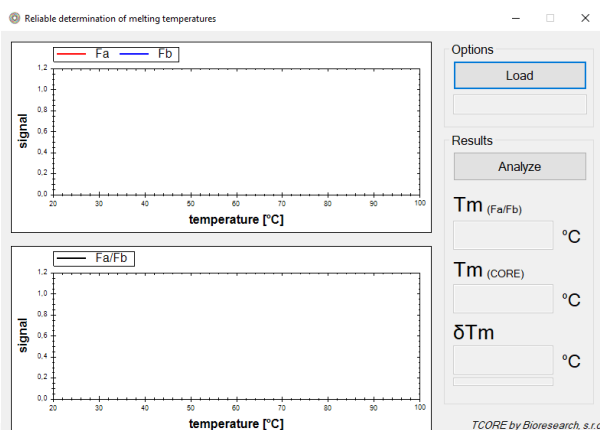 Reliable determination of melting temperatures
Fa Fb
1,2
1,0
0,8
0,6
0,4
0,2
0,0
signal
20 30 40 50 60 70 80 90 100
temperature [°C]
Fa/Fb
1,2
1,0
0,8
0,6
0,4
0,2
0,0
signal
20 30 40 50 60 70 80 90 100
temperature [°C]
Options
Load
Results
Analyze
Tm (Fa/Fb)
°C
Tm (CORE)
°C
δTm
°C
TCORE by Bioresearch, s.r.o